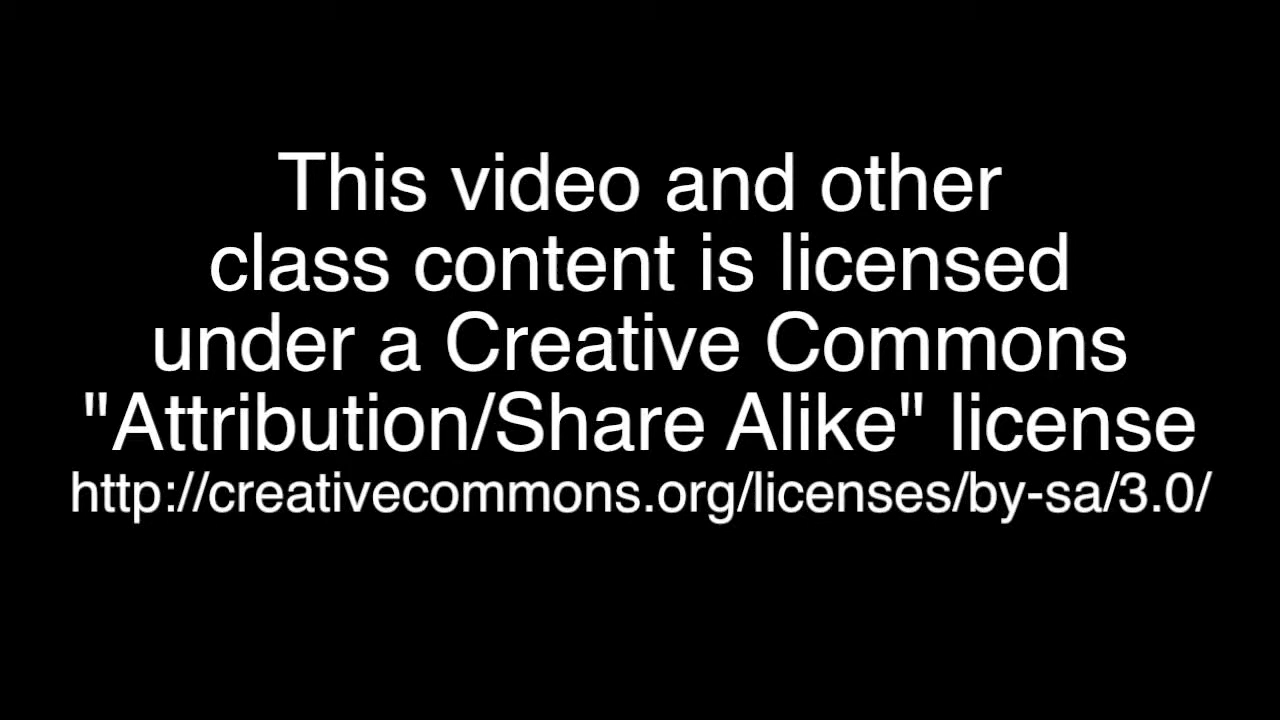 This video and other
class content is licensed
under a Creative Commons
"Attribution/Share Alike" license
http://creativecommons.org/licenses/by-sa/3.0/